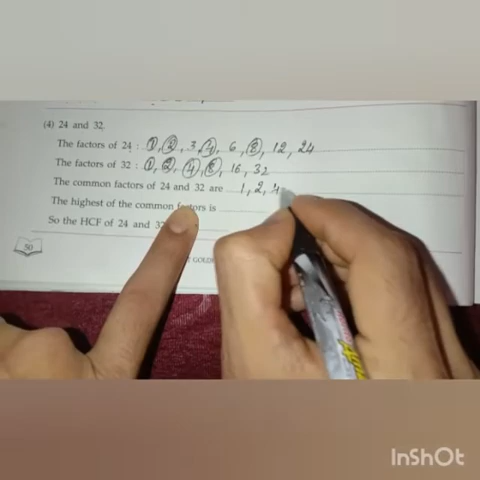 (4) 24 and 32.
The factors of 24 : 1, 2, 3, 4, 6, 8, 12, 24
The factors of 32 : 1, 2, 4, 8, 16, 32
The common factors of 24 and 32 are 1, 2, 4
The highest of the common factors is
So the HCF of 24 and 32
50
GOLD
InShOt